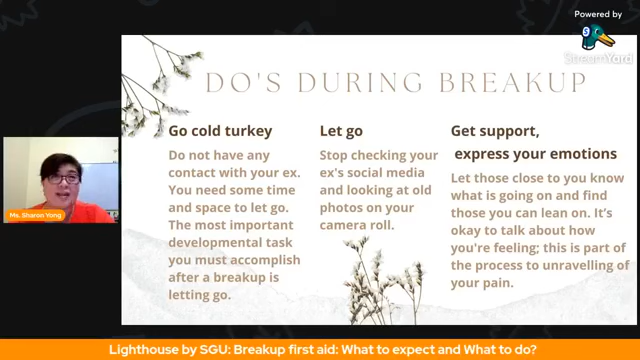 Powered by
StreamYard
DO'S DURING BREAKUP
Go cold turkey
Do not have any
contact with your ex.
You need some time
and space to let go.
The most important
developmental task
you must accomplish
after a breakup is
letting go.
Let go
Stop checking your
ex's social media
and looking at old
photos on your
camera roll.
Get support,
express your emotions
Let those close to you know
what is going on and find
those you can lean on. It's
okay to talk about how
you're feeling; this is part of
the process to unravelling of
your pain.
Ms. Sharon Yong
Lighthouse by SGU: Breakup first aid: What to expect and What to do?